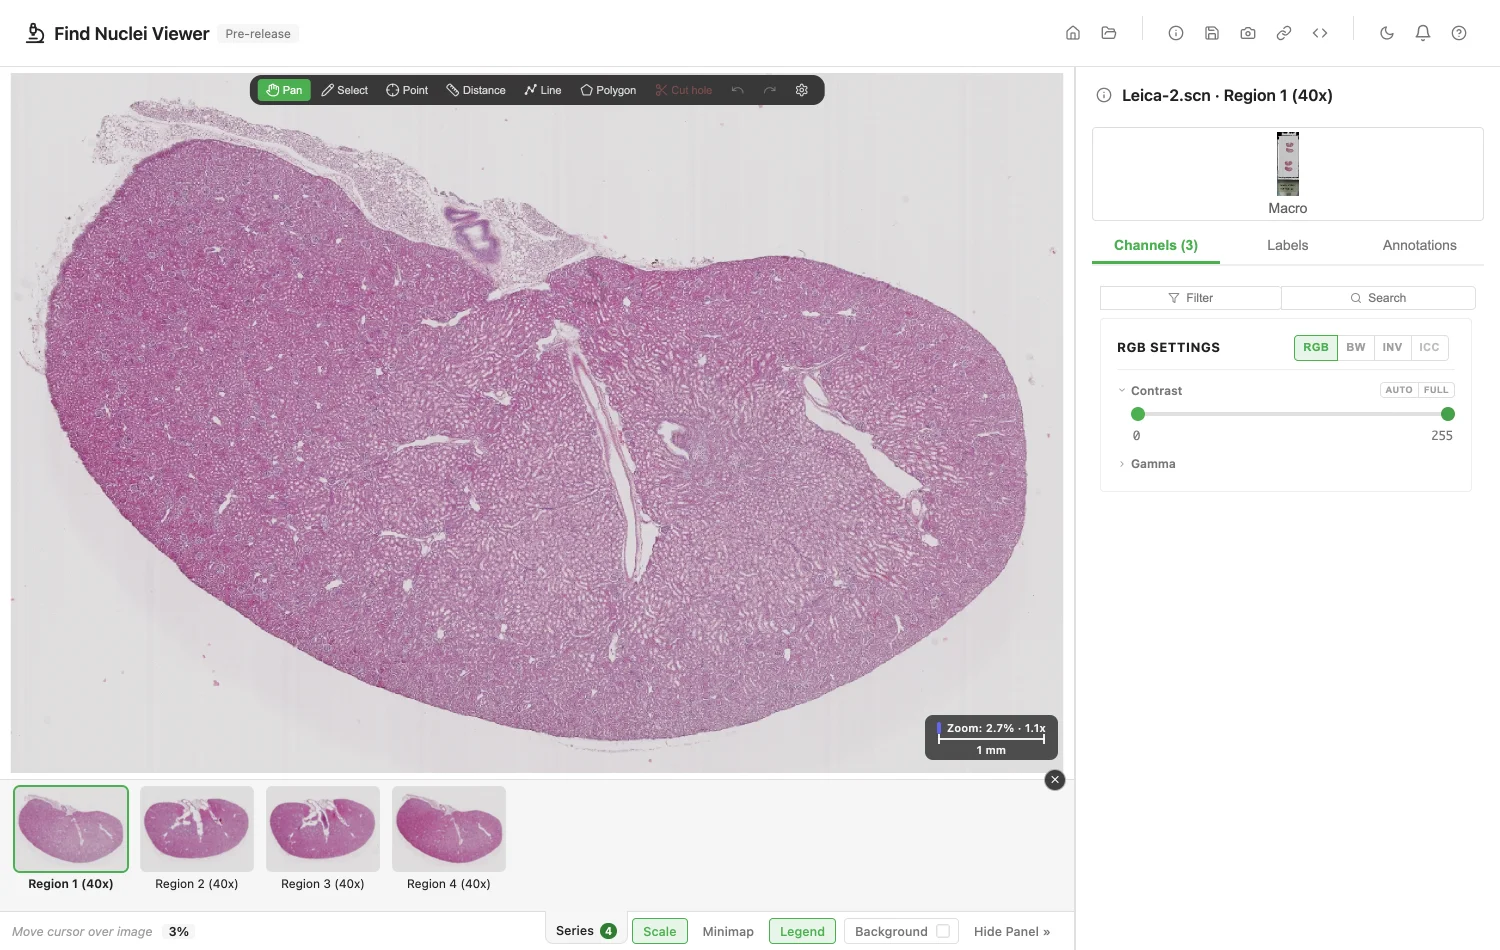 Find Nuclei Viewer Pre-release
Pan Select Point Distance Line Polygon Cut hole
Leica-2.scn · Region 1 (40x)
Macro
Channels (3) Labels Annotations
Filter Search
RGB SETTINGS RGB BW INV ICC
Contrast AUTO FULL
0 255
Gamma
Zoom: 2.7% · 1.1x
1 mm
Region 1 (40x) Region 2 (40x) Region 3 (40x) Region 4 (40x)
Move cursor over image 3% Series 4 Scale Minimap Legend Background Hide Panel »